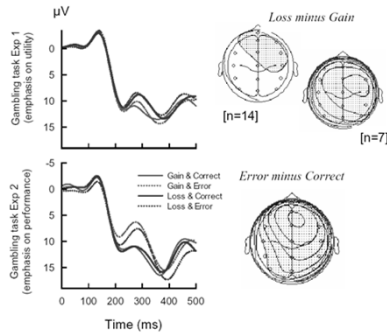 µV
Loss minus Gain
Gambling task Exp 1
(emphasis on utility)
0
5
10
15
[n=14]
[n=7]
Gambling task Exp 2
(emphasis on performance)
-5
0
5
10
15
Gain & Correct
Gain & Error
Loss & Correct
Loss & Error
Error minus Correct
0 100 200 300 400 500
Time (ms)